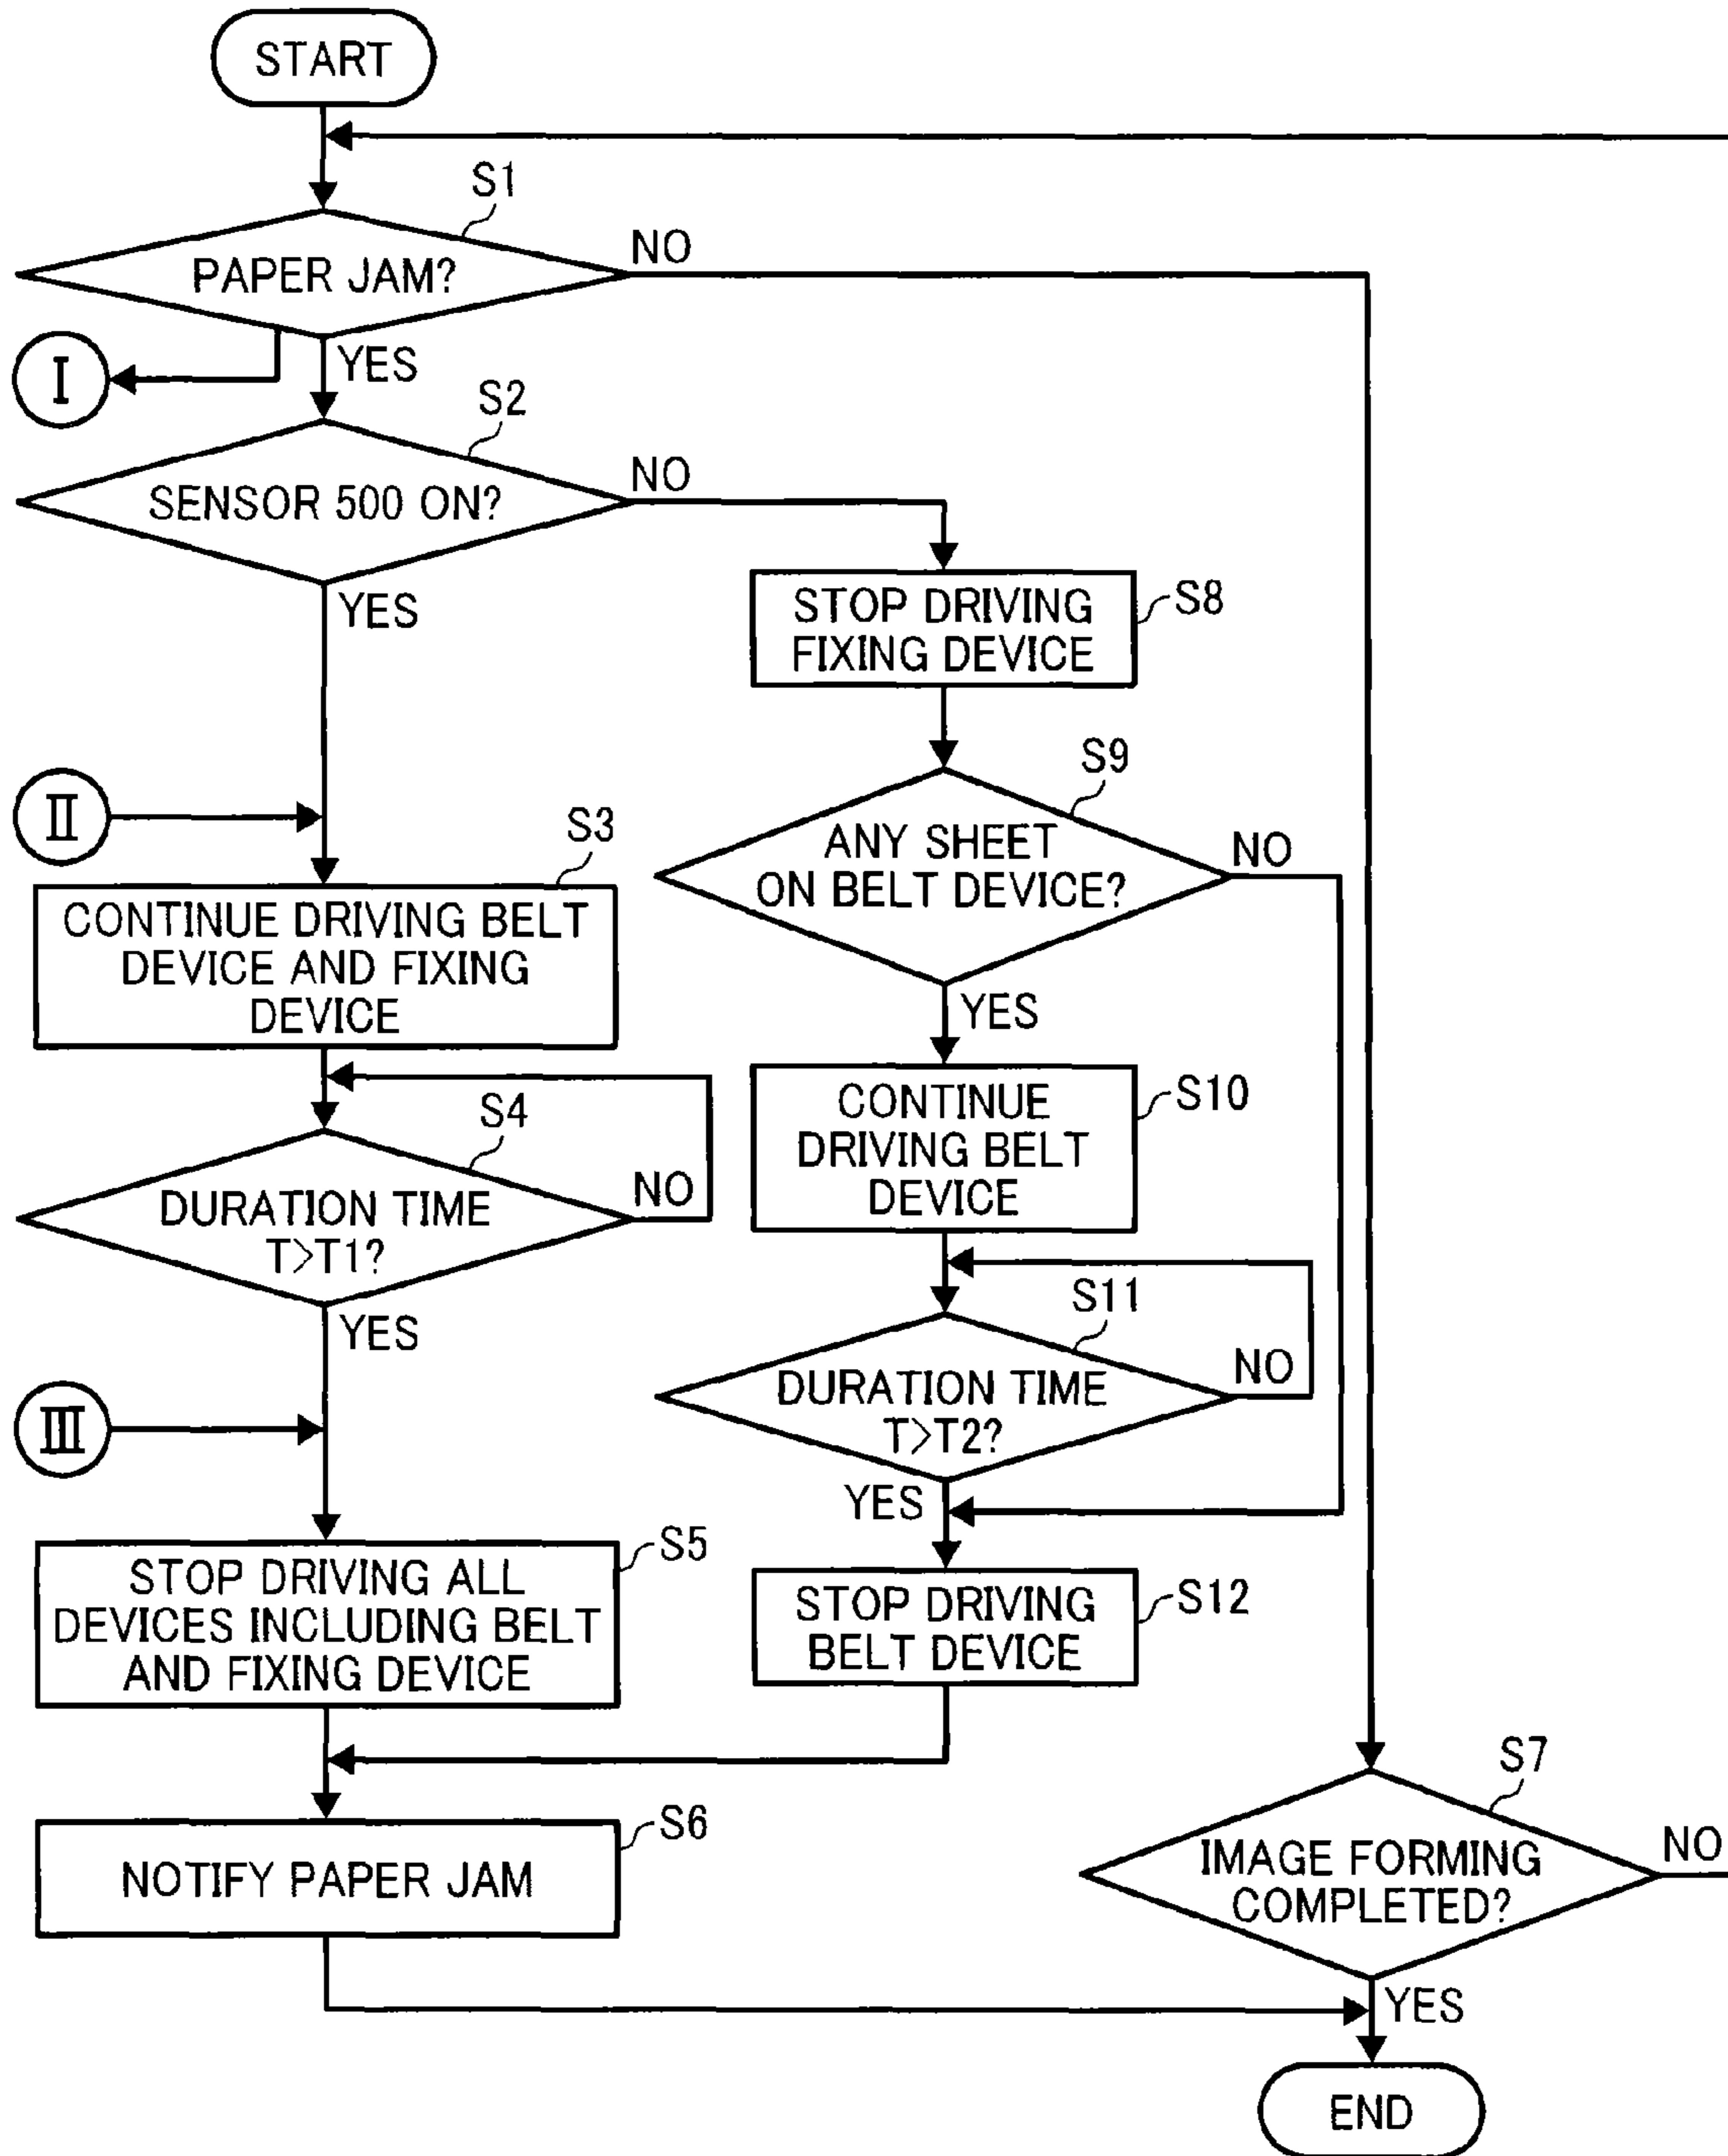 START
S1
PAPER JAM?
NO
I
YES
S2
SENSOR 500 ON?
NO
YES
STOP DRIVING
FIXING DEVICE
S8
S9
ANY SHEET
ON BELT DEVICE?
NO
YES
II
S3
CONTINUE DRIVING BELT
DEVICE AND FIXING
DEVICE
CONTINUE
DRIVING BELT
DEVICE
S10
S4
DURATION TIME
T>T1?
NO
YES
S11
DURATION TIME
T>T2?
NO
YES
III
STOP DRIVING ALL
DEVICES INCLUDING BELT
AND FIXING DEVICE
S5
STOP DRIVING
BELT DEVICE
S12
NOTIFY PAPER JAM
S6
S7
IMAGE FORMING
COMPLETED?
NO
YES
END